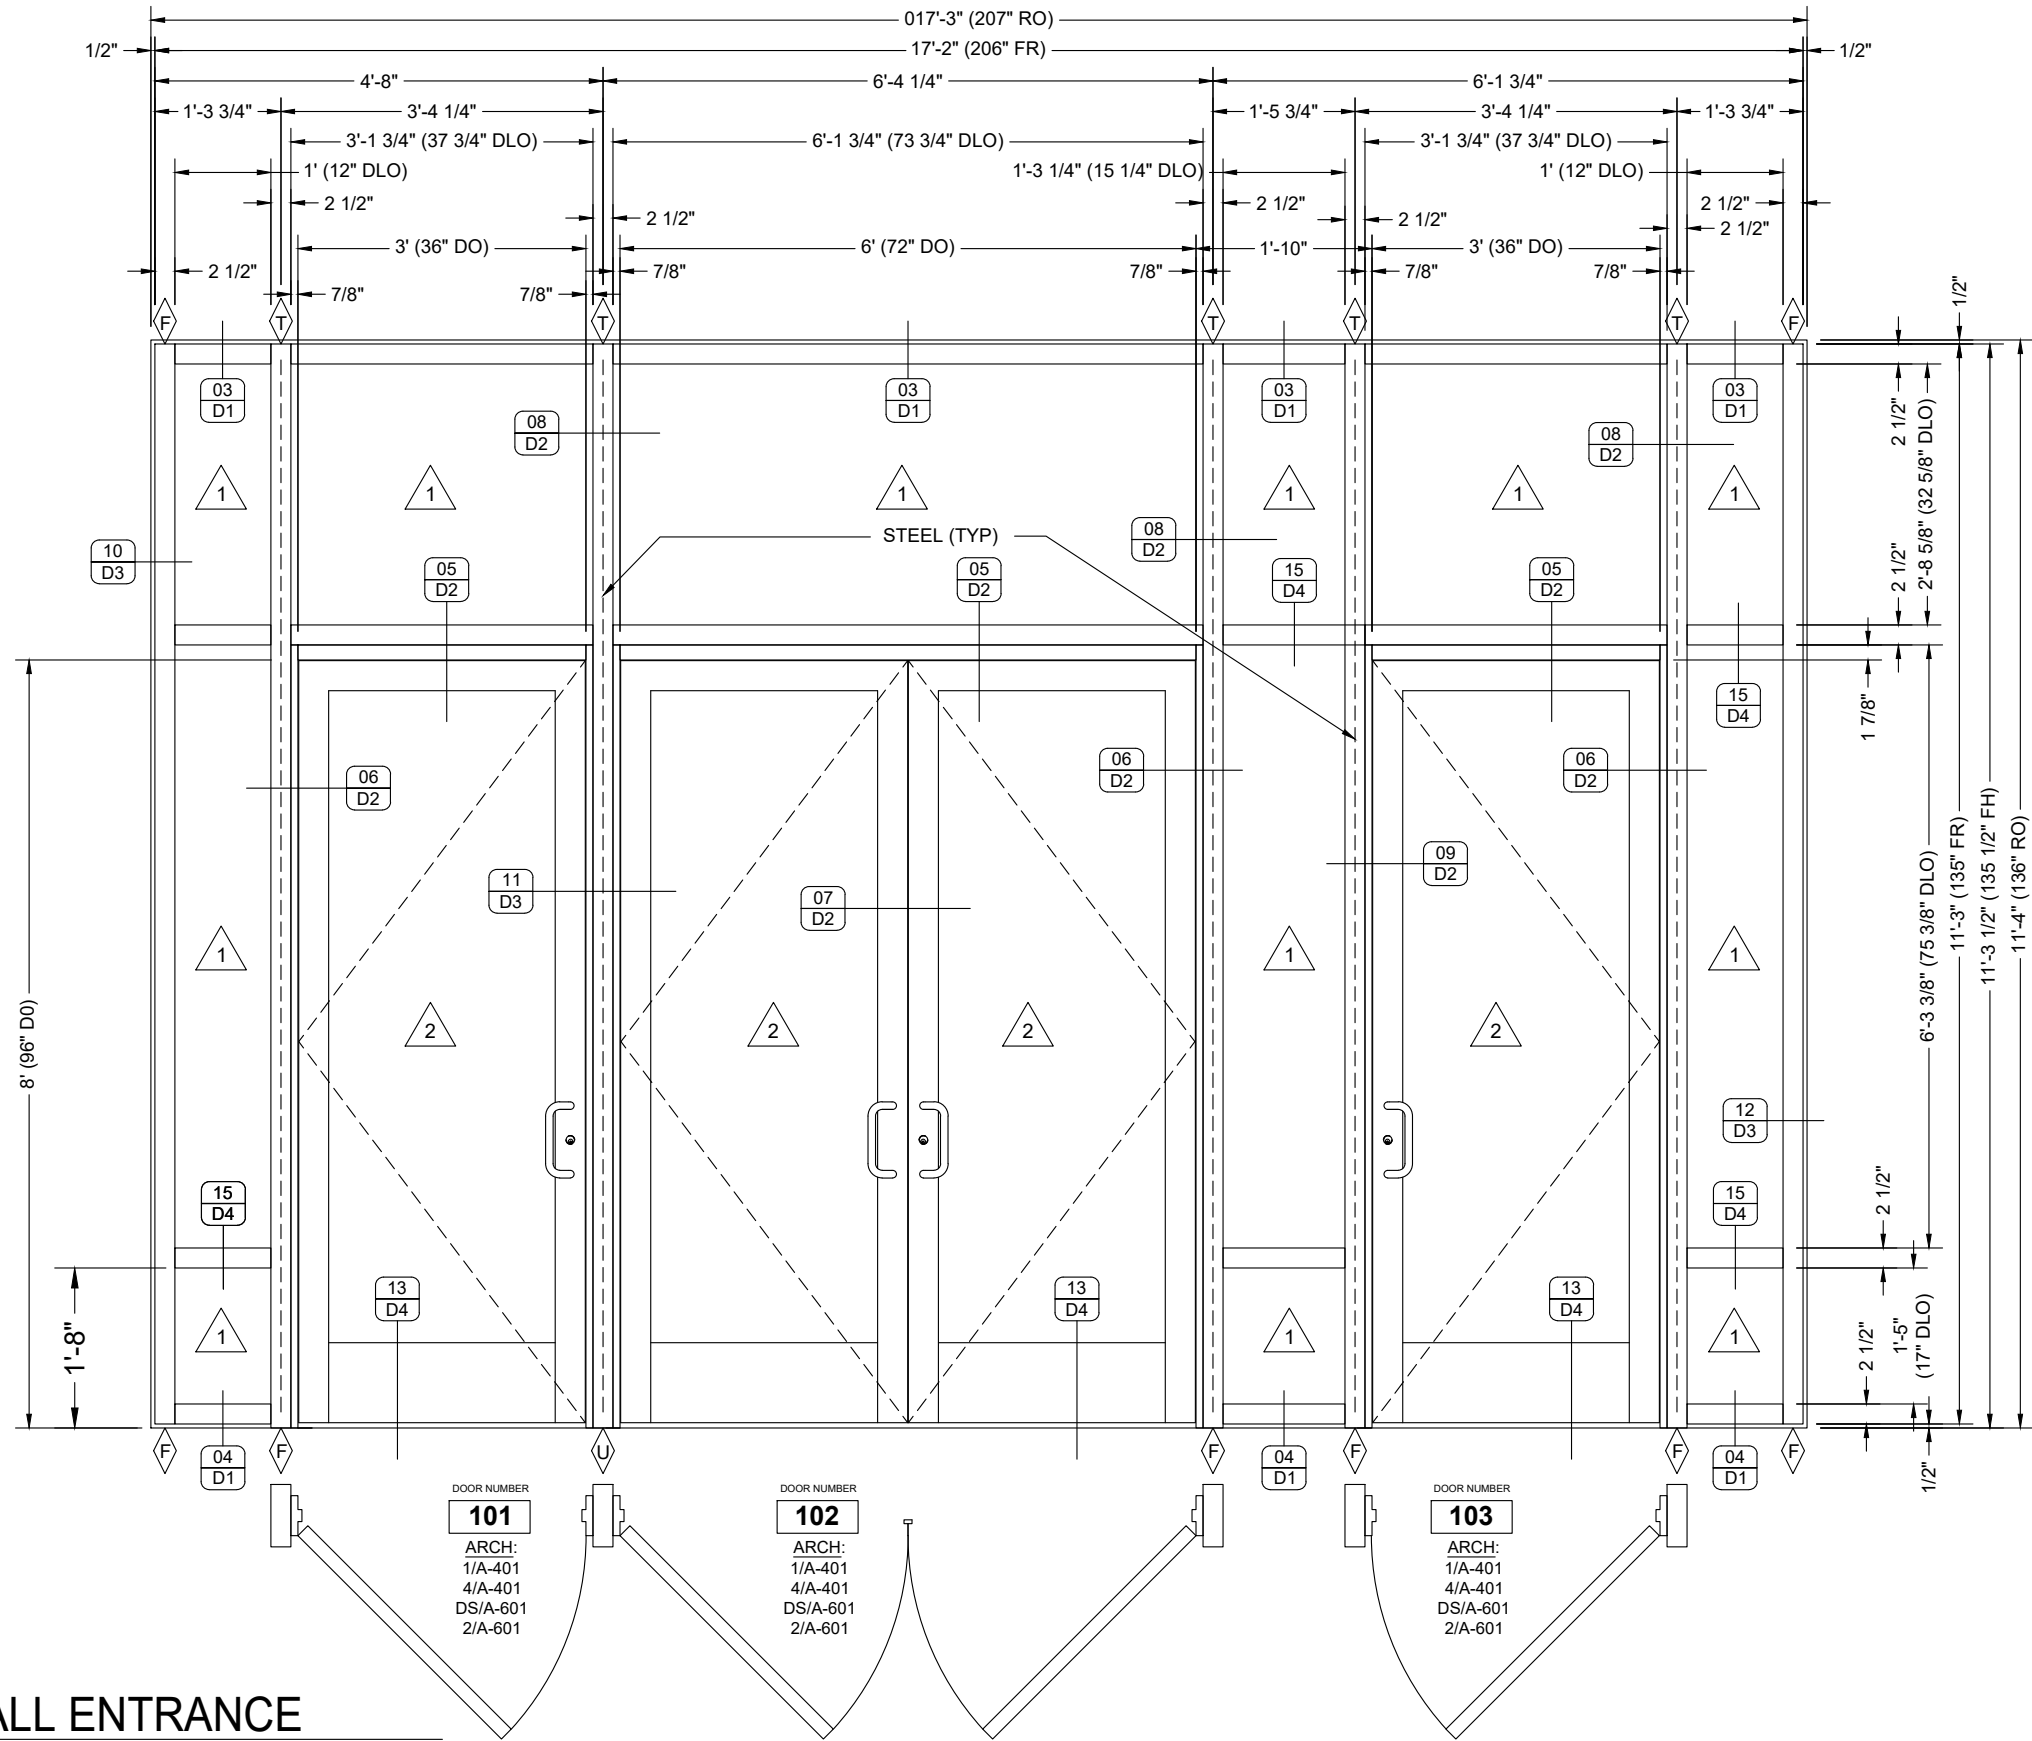 017'-3" (207" RO)
1/2" 17'-2" (206" FR) 1/2"
4'-8" 6'-4 1/4" 6'-1 3/4"
1'-3 3/4" 3'-4 1/4" 1'-5 3/4" 3'-4 1/4" 1'-3 3/4"
3'-1 3/4" (37 3/4" DLO) 6'-1 3/4" (73 3/4" DLO) 3'-1 3/4" (37 3/4" DLO)
1' (12" DLO) 1'-3 1/4" (15 1/4" DLO) 1' (12" DLO)
2 1/2" 2 1/2" 2 1/2"
2 1/2" 2 1/2" 2 1/2"
3' (36" DO) 6' (72" DO) 1'-10" 3' (36" DO)
2 1/2" 7/8" 7/8" 7/8" 7/8"
7/8" 7/8"
F T T T T T F
03 03 03 03
D1 D1 D1 D1
08 08
D2 D2
1 1 1 1 1 1
STEEL (TYP)
08
D2
10
D3
05 05 15 05
D2 D2 D4 D2
15
D4
06 06 06
D2 D2 D2
11 07 09
D3 D2 D2
1 1 1
2 2 2 2
12
D3
15 15
D4 D4
13 13 13
D4 D4 D4
1 1 1
04 04 04
D1 D1 D1
F F U F F F F
8' (96" D0)
1'-8"
1/2"
2 1/2"
2'-8 5/8" (32 5/8" DLO)
2 1/2"
1 7/8"
6'-3 3/8" (75 3/8" DLO)
11'-3" (135" FR)
11'-3 1/2" (135 1/2" FH)
11'-4" (136" RO)
2 1/2"
1'-5"
(17" DLO)
2 1/2"
1/2"
DOOR NUMBER
101
ARCH:
1/A-401
4/A-401
DS/A-601
2/A-601
DOOR NUMBER
102
ARCH:
1/A-401
4/A-401
DS/A-601
2/A-601
DOOR NUMBER
103
ARCH:
1/A-401
4/A-401
DS/A-601
2/A-601
ALL ENTRANCE